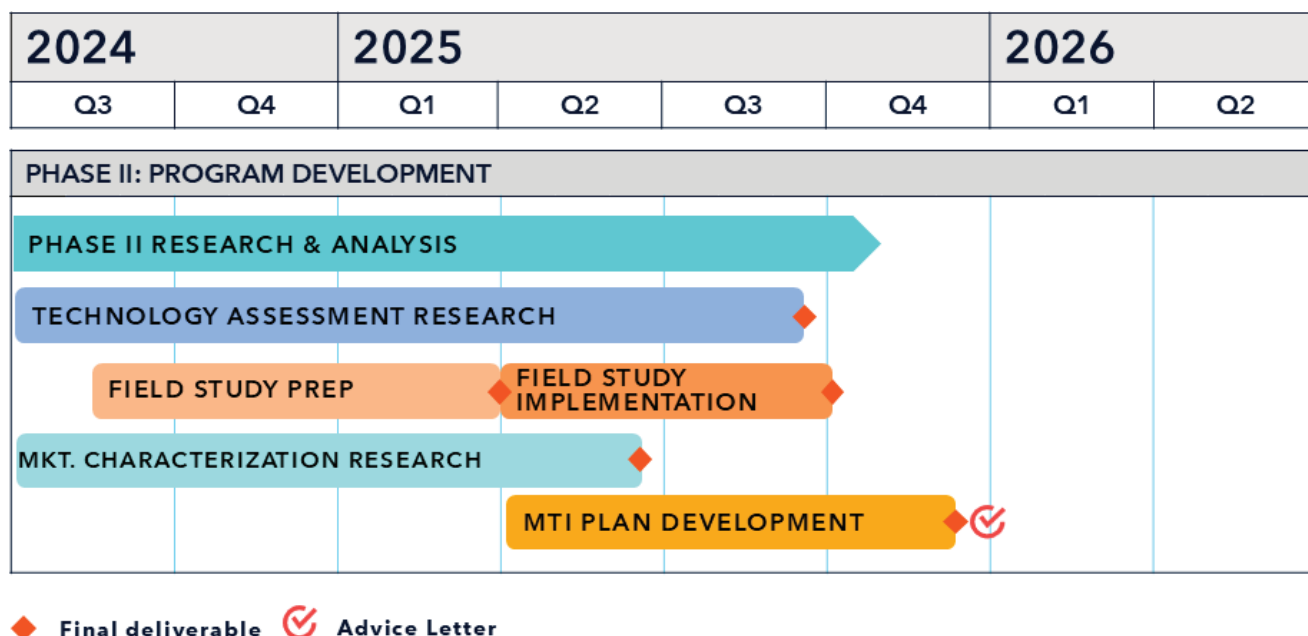 2024 2025 2026
Q3 Q4 Q1 Q2 Q3 Q4 Q1 Q2
PHASE II: PROGRAM DEVELOPMENT
PHASE II RESEARCH & ANALYSIS
TECHNOLOGY ASSESSMENT RESEARCH
FIELD STUDY PREP
FIELD STUDY
IMPLEMENTATION
MKT. CHARACTERIZATION RESEARCH
MTI PLAN DEVELOPMENT
Final deliverable Advice Letter